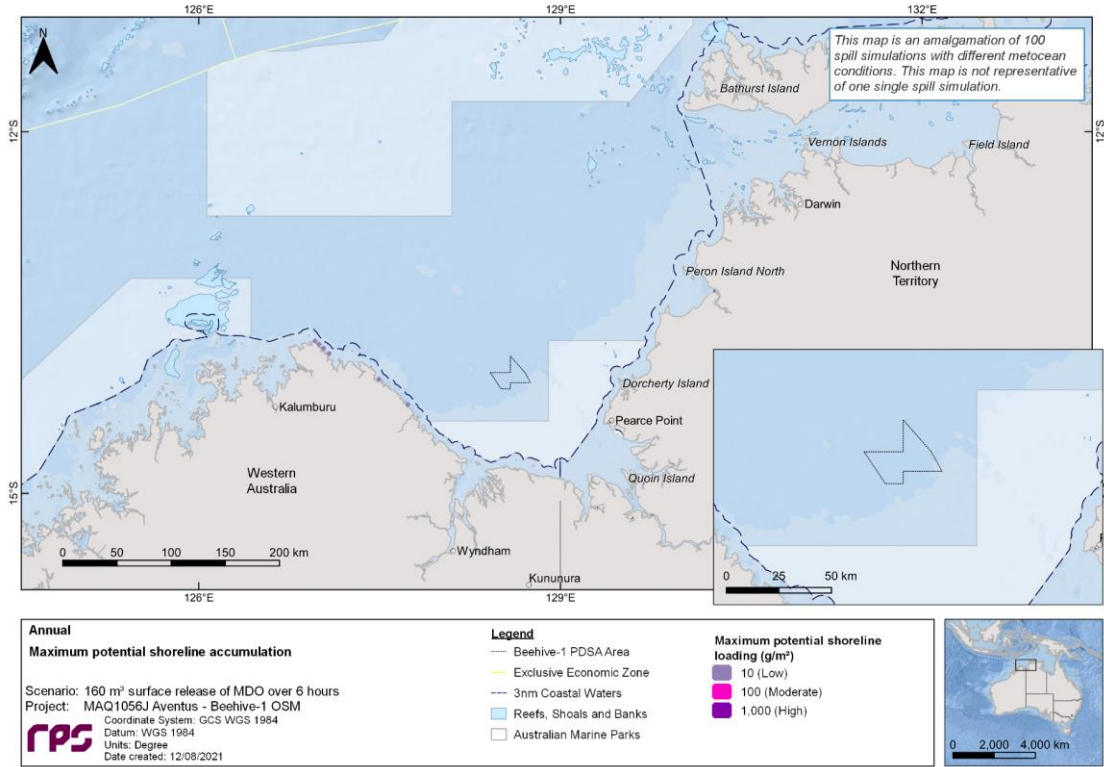 126°E
129°E
132°E
N
This map is an amalgamation of 100
spill simulations with different metocean
conditions. This map is not representative
of one single spill simulation.
Bathurst Island
12°S
12°S
Vernon Islands
Field Island
Darwin
Peron Island North
Northern
Territory
Dorcherty Island
Kalumburu
Pearce Point
Western
Australia
Quoin Island
15°S
0 50 100 150 200 km
Wyndham
Kununura
0 25 50 km
126°E
129°E
Annual
Maximum potential shoreline accumulation
Scenario: 160 m³ surface release of MDO over 6 hours
Project: MAQ1056J Aventus - Beehive-1 OSM
rps
Coordinate System: GCS WGS 1984
Datum: WGS 1984
Units: Degree
Date created: 12/08/2021
Legend
Beehive-1 PDSA Area
Exclusive Economic Zone
3nm Coastal Waters
Reefs, Shoals and Banks
Australian Marine Parks
Maximum potential shoreline
loading (g/m²)
10 (Low)
100 (Moderate)
1,000 (High)
0 2,000 4,000 km